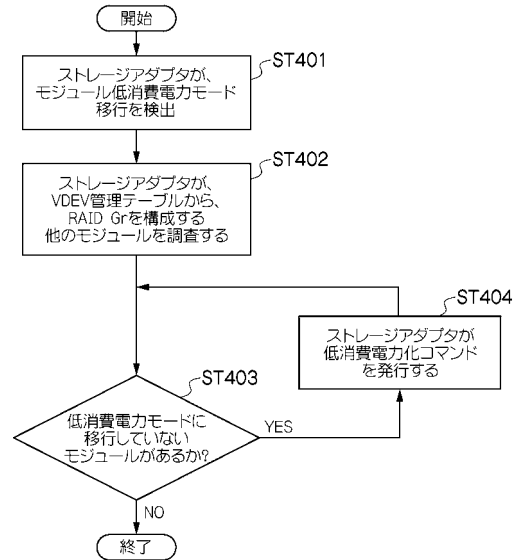 開始
ST401
ストレージアダプタが、
モジュール低消費電力モード
移行を検出
ST402
ストレージアダプタが、
VDEV管理テーブルから、
RAID Grを構成する
他のモジュールを調査する
ST404
ストレージアダプタが
低消費電力化コマンド
を発行する
ST403
低消費電力モードに
移行していない
モジュールがあるか?
YES
NO
終了